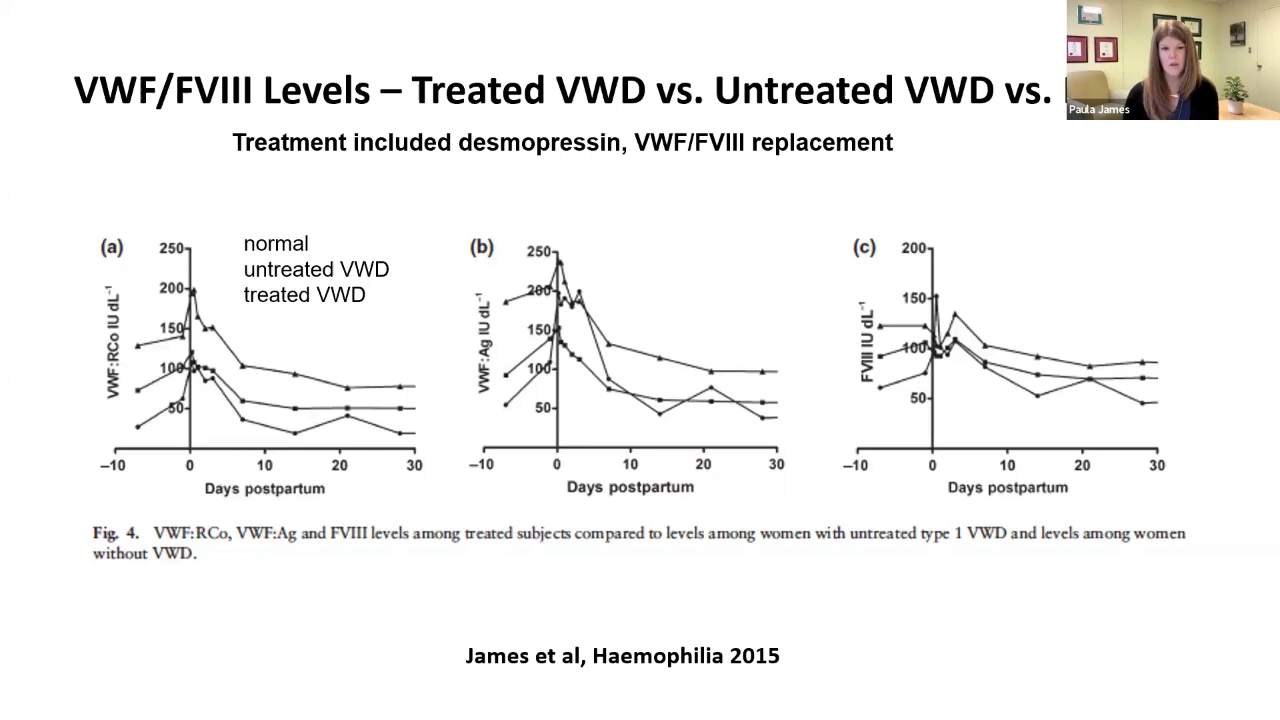 VWF/FVIII Levels – Treated VWD vs. Untreated VWD vs.
Paula James
Treatment included desmopressin, VWF/FVIII replacement
(a)
normal
untreated VWD
treated VWD
250
200
150
100
50
VWF:RCo IU dL⁻¹
–10 0 10 20 30
Days postpartum
(b)
250
200
150
100
50
VWF:Ag IU dL⁻¹
–10 0 10 20 30
Days postpartum
(c)
200
150
100
50
FVIII IU dL⁻¹
–10 0 10 20 30
Days postpartum
Fig. 4. VWF:RCo, VWF:Ag and FVIII levels among treated subjects compared to levels among women with untreated type 1 VWD and levels among women
without VWD.
James et al, Haemophilia 2015